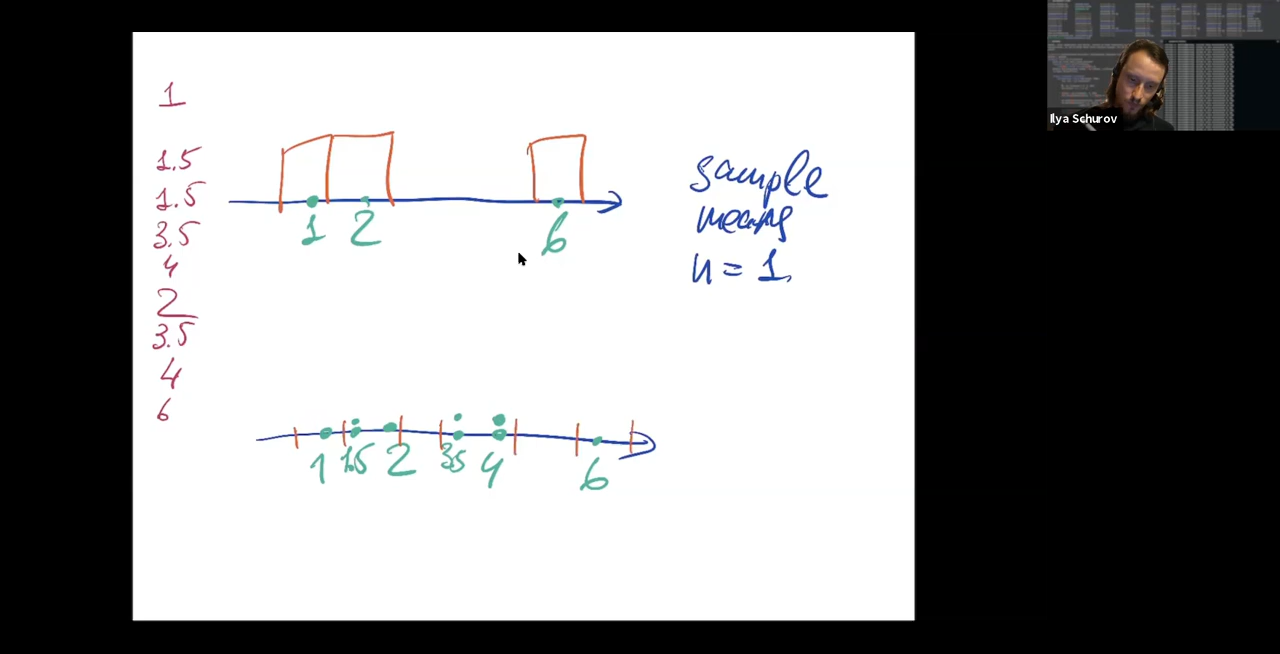 1
1.5
1.5
3.5
4
2
3.5
4
6
1 2 6
sample
means
n = 1.
1 1.5 2 3.5 4 6
Ilya Schurov